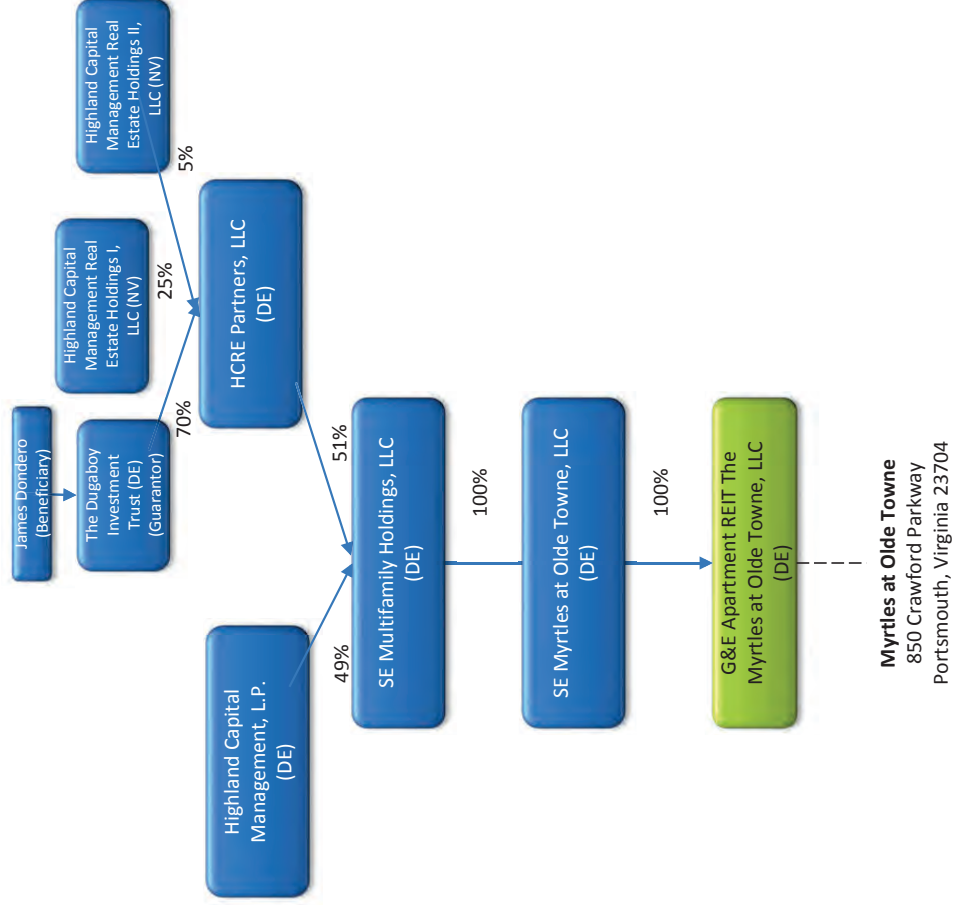 James Dondero
(Beneficiary)
The Dugaboy
Investment
Trust (DE)
(Guarantor)
Highland Capital
Management Real
Estate Holdings I,
LLC (NV)
Highland Capital
Management Real
Estate Holdings II,
LLC (NV)
70%
25%
5%
Highland Capital
Management, L.P.
(DE)
HCRE Partners, LLC
(DE)
49%
51%
SE Multifamily Holdings, LLC
(DE)
100%
SE Myrtles at Olde Towne, LLC
(DE)
100%
G&E Apartment REIT The
Myrtles at Olde Towne, LLC
(DE)
Myrtles at Olde Towne
850 Crawford Parkway
Portsmouth, Virginia 23704